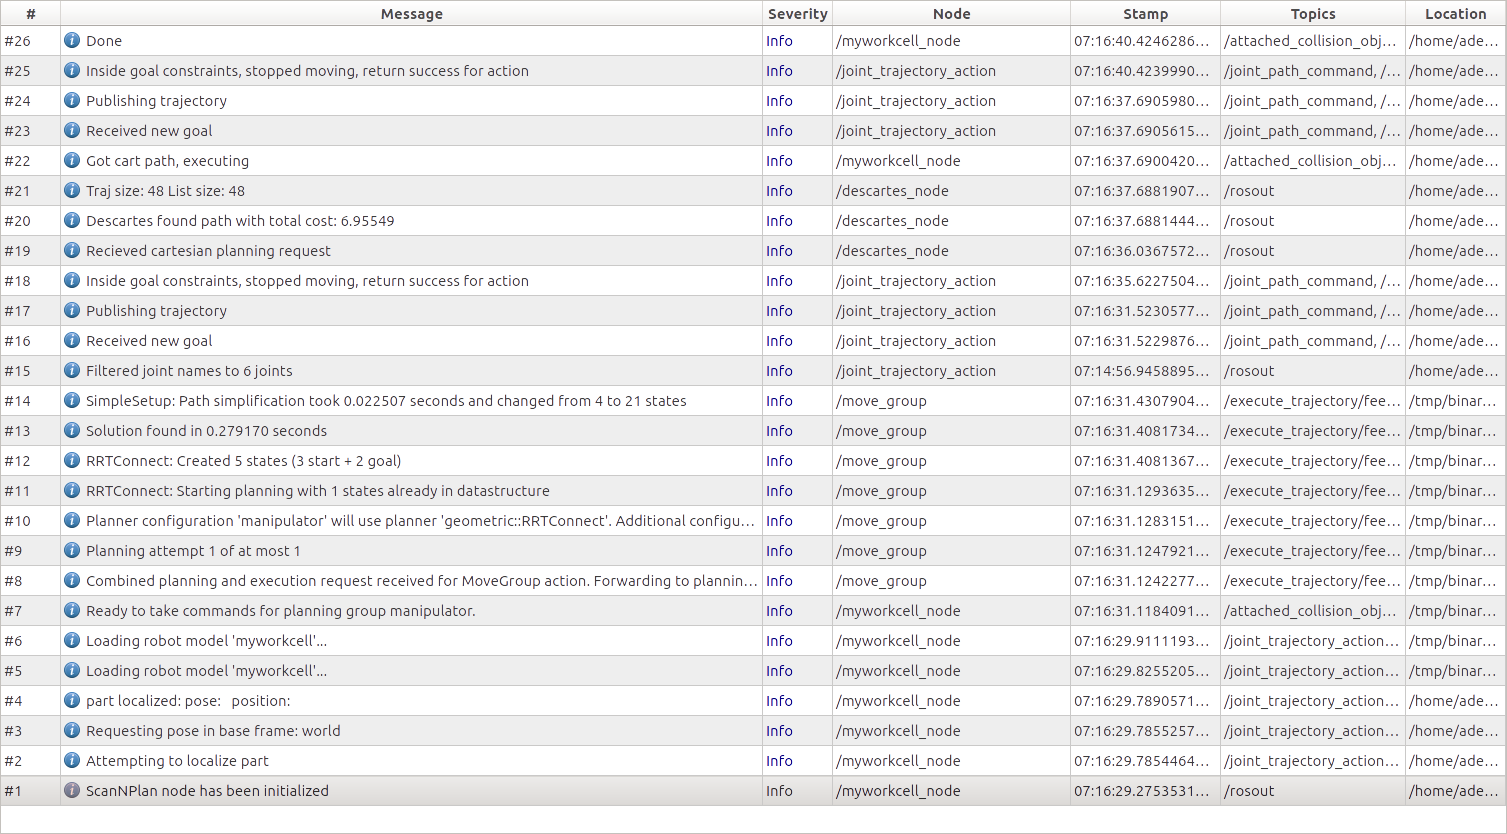 # Message Severity Node Stamp Topics Location
#26 Done Info /myworkcell_node 07:16:40.4246286... /attached_collision_obj... /home/ade...
#25 Inside goal constraints, stopped moving, return success for action Info /joint_trajectory_action 07:16:40.4239990... /joint_path_command, /... /home/ade...
#24 Publishing trajectory Info /joint_trajectory_action 07:16:37.6905980... /joint_path_command, /... /home/ade...
#23 Received new goal Info /joint_trajectory_action 07:16:37.6905615... /joint_path_command, /... /home/ade...
#22 Got cart path, executing Info /myworkcell_node 07:16:37.6900420... /attached_collision_obj... /home/ade...
#21 Traj size: 48 List size: 48 Info /descartes_node 07:16:37.6881907... /rosout /home/ade...
#20 Descartes found path with total cost: 6.95549 Info /descartes_node 07:16:37.6881444... /rosout /home/ade...
#19 Recieved cartesian planning request Info /descartes_node 07:16:36.0367572... /rosout /home/ade...
#18 Inside goal constraints, stopped moving, return success for action Info /joint_trajectory_action 07:16:35.6227504... /joint_path_command, /... /home/ade...
#17 Publishing trajectory Info /joint_trajectory_action 07:16:31.5230577... /joint_path_command, /... /home/ade...
#16 Received new goal Info /joint_trajectory_action 07:16:31.5229876... /joint_path_command, /... /home/ade...
#15 Filtered joint names to 6 joints Info /joint_trajectory_action 07:14:56.9458895... /rosout /home/ade...
#14 SimpleSetup: Path simplification took 0.022507 seconds and changed from 4 to 21 states Info /move_group 07:16:31.4307904... /execute_trajectory/fee... /tmp/binar...
#13 Solution found in 0.279170 seconds Info /move_group 07:16:31.4081734... /execute_trajectory/fee... /tmp/binar...
#12 RRTConnect: Created 5 states (3 start + 2 goal) Info /move_group 07:16:31.4081367... /execute_trajectory/fee... /tmp/binar...
#11 RRTConnect: Starting planning with 1 states already in datastructure Info /move_group 07:16:31.1293635... /execute_trajectory/fee... /tmp/binar...
#10 Planner configuration 'manipulator' will use planner 'geometric::RRTConnect'. Additional configu... Info /move_group 07:16:31.1283151... /execute_trajectory/fee... /tmp/binar...
#9 Planning attempt 1 of at most 1 Info /move_group 07:16:31.1247921... /execute_trajectory/fee... /tmp/binar...
#8 Combined planning and execution request received for MoveGroup action. Forwarding to plannin... Info /move_group 07:16:31.1242277... /execute_trajectory/fee... /tmp/binar...
#7 Ready to take commands for planning group manipulator. Info /myworkcell_node 07:16:31.1184091... /attached_collision_obj... /tmp/binar...
#6 Loading robot model 'myworkcell'... Info /myworkcell_node 07:16:29.9111193... /joint_trajectory_action... /tmp/binar...
#5 Loading robot model 'myworkcell'... Info /myworkcell_node 07:16:29.8255205... /joint_trajectory_action... /tmp/binar...
#4 part localized: pose: position: Info /myworkcell_node 07:16:29.7890571... /joint_trajectory_action... /home/ade...
#3 Requesting pose in base frame: world Info /myworkcell_node 07:16:29.7855257... /joint_trajectory_action... /home/ade...
#2 Attempting to localize part Info /myworkcell_node 07:16:29.7854464... /joint_trajectory_action... /home/ade...
#1 ScanNPlan node has been initialized Info /myworkcell_node 07:16:29.2753531... /rosout /home/ade...